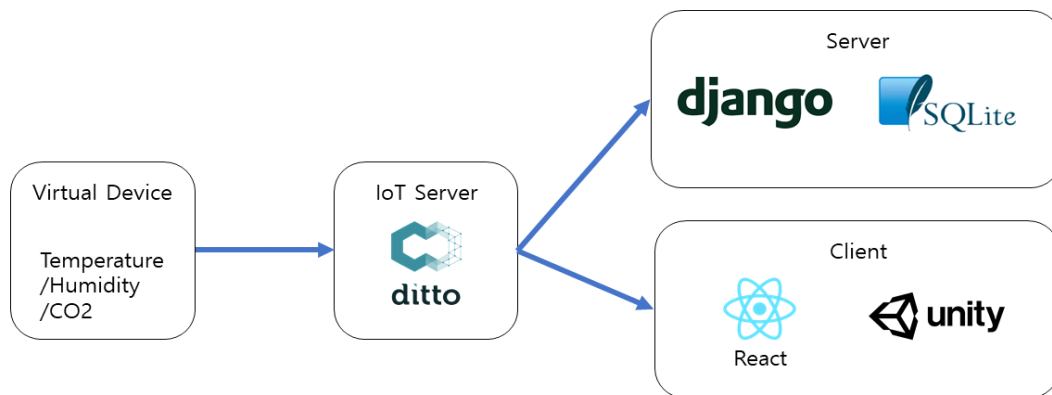 Server
django
SQLite
Virtual Device
Temperature
/Humidity
/CO2
IoT Server
ditto
Client
React
unity